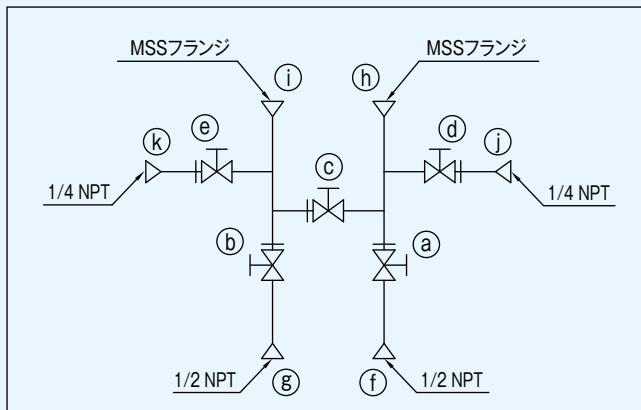 MSSフランジ
MSSフランジ
ⓘ
ⓗ
ⓔ
ⓓ
ⓚ
ⓒ
ⓙ
1/4 NPT
1/4 NPT
ⓑ
ⓐ
1/2 NPT
ⓖ
ⓕ
1/2 NPT